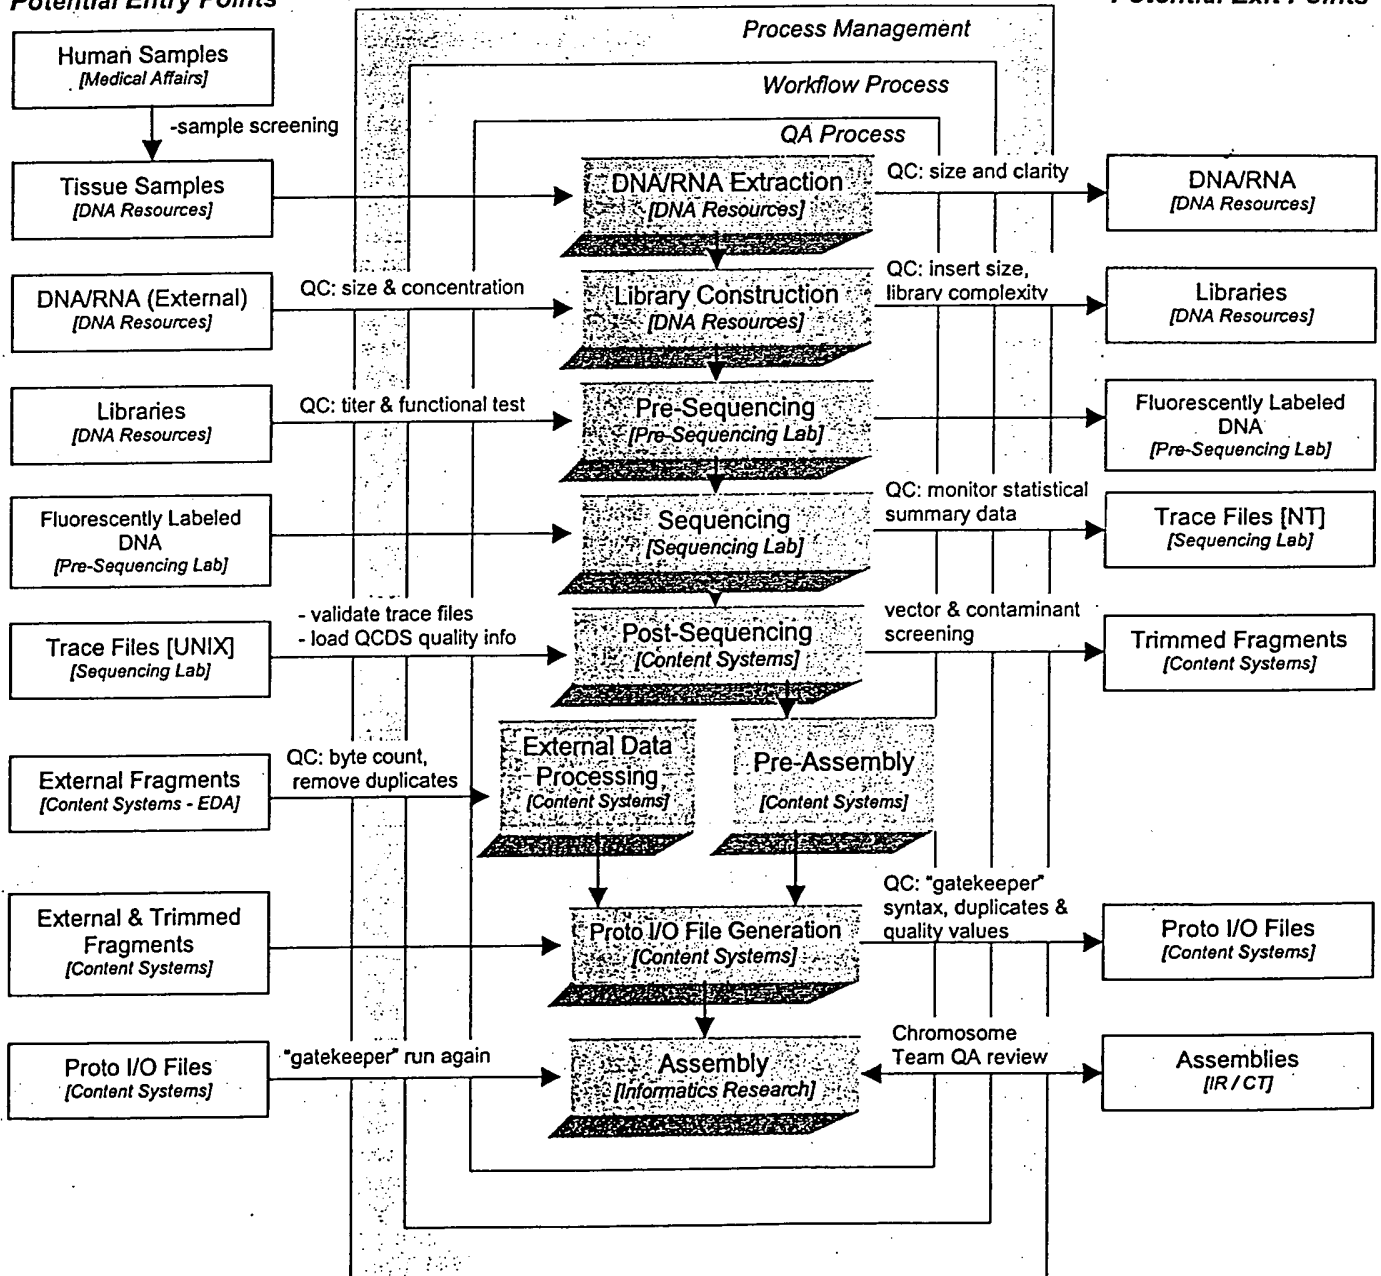 Potential Entry Points
Potential Exit Points
Process Management
Workflow Process
QA Process
Human Samples
[Medical Affairs]
-sample screening
Tissue Samples
[DNA Resources]
DNA/RNA Extraction
[DNA Resources]
QC: size and clarity
DNA/RNA
[DNA Resources]
DNA/RNA (External)
[DNA Resources]
QC: size & concentration
Library Construction
[DNA Resources]
QC: insert size,
library complexity
Libraries
[DNA Resources]
Libraries
[DNA Resources]
QC: titer & functional test
Pre-Sequencing
[Pre-Sequencing Lab]
Fluorescently Labeled
DNA
[Pre-Sequencing Lab]
Fluorescently Labeled
DNA
[Pre-Sequencing Lab]
Sequencing
[Sequencing Lab]
QC: monitor statistical
summary data
Trace Files [NT]
[Sequencing Lab]
Trace Files [UNIX]
[Sequencing Lab]
- validate trace files
- load QCDS quality info
Post-Sequencing
[Content Systems]
vector & contaminant
screening
Trimmed Fragments
[Content Systems]
External Fragments
[Content Systems - EDA]
QC: byte count,
remove duplicates
External Data
Processing
[Content Systems]
Pre-Assembly
[Content Systems]
External & Trimmed
Fragments
[Content Systems]
Proto I/O File Generation
[Content Systems]
QC: "gatekeeper"
syntax, duplicates &
quality values
Proto I/O Files
[Content Systems]
Proto I/O Files
[Content Systems]
"gatekeeper" run again
Assembly
[Informatics Research]
Chromosome
Team QA review
Assemblies
[IR / CT]